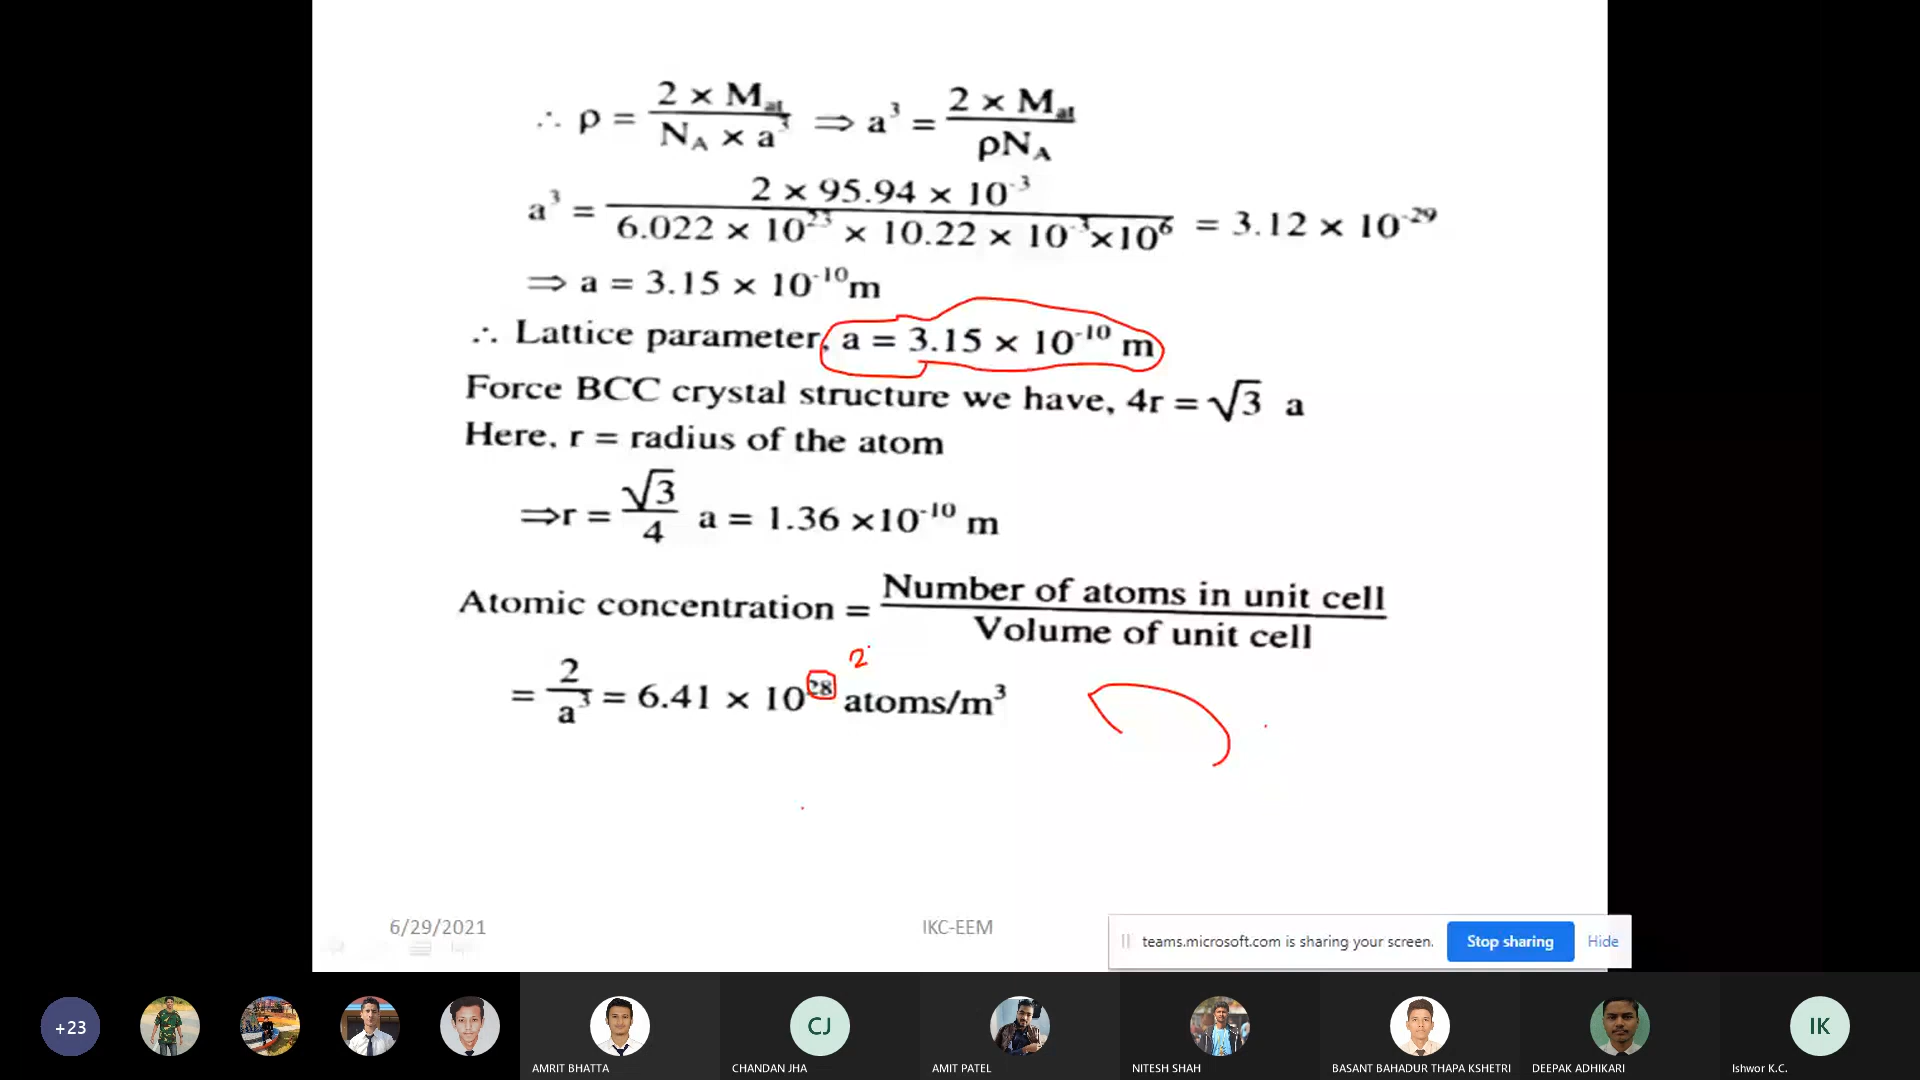 ∴ ρ = 2 × M_at / N_A × a³ ⇒ a³ = 2 × M_at / ρN_A
a³ = 2 × 95.94 × 10⁻³ / 6.022 × 10²³ × 10.22 × 10⁻³ ×10⁶ = 3.12 × 10⁻²⁹
⇒ a = 3.15 × 10⁻¹⁰m
∴ Lattice parameter, a = 3.15 × 10⁻¹⁰ m
Force BCC crystal structure we have, 4r = √3 a
Here, r = radius of the atom
⇒r = √3 / 4 a = 1.36 ×10⁻¹⁰ m
Atomic concentration = Number of atoms in unit cell / Volume of unit cell
2
= 2 / a³ = 6.41 × 10²⁸ atoms/m³
6/29/2021
IKC-EEM
teams.microsoft.com is sharing your screen.
Stop sharing
Hide
+23
CJ
IK
AMRIT BHATTA
CHANDAN JHA
AMIT PATEL
NITESH SHAH
BASANT BAHADUR THAPA KSHETRI
DEEPAK ADHIKARI
Ishwor K.C.